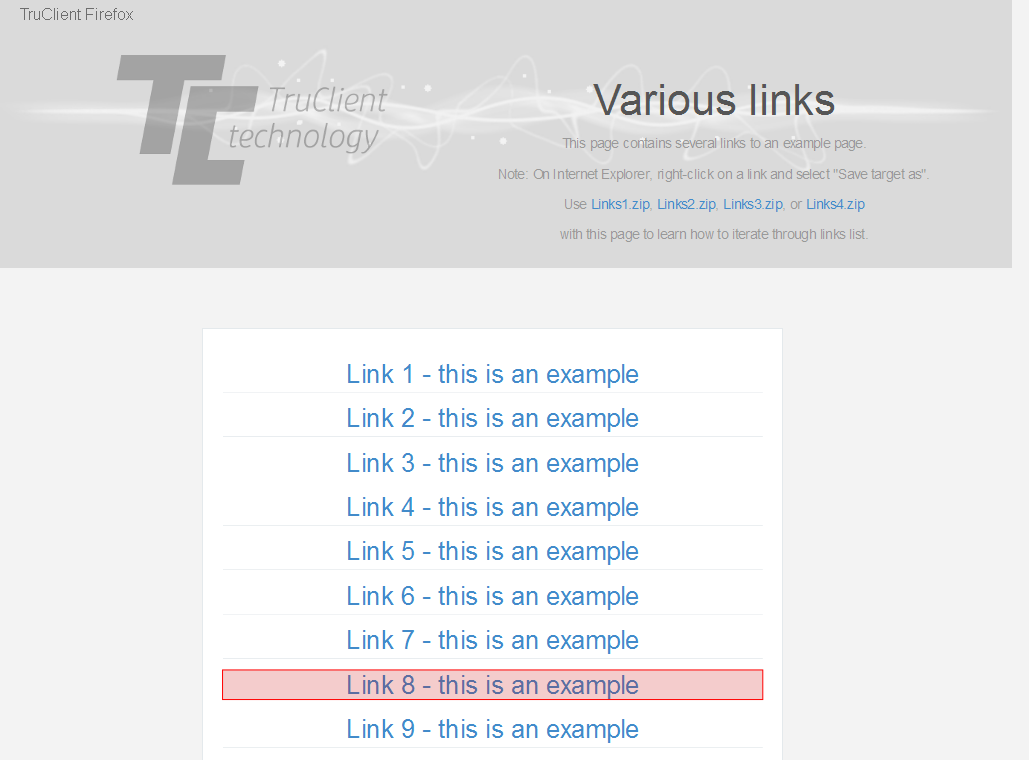 TruClient Firefox
TruClient
technology
Various links
This page contains several links to an example page.
Note: On Internet Explorer, right-click on a link and select "Save target as".
Use Links1.zip, Links2.zip, Links3.zip, or Links4.zip
with this page to learn how to iterate through links list.
Link 1 - this is an example
Link 2 - this is an example
Link 3 - this is an example
Link 4 - this is an example
Link 5 - this is an example
Link 6 - this is an example
Link 7 - this is an example
Link 8 - this is an example
Link 9 - this is an example